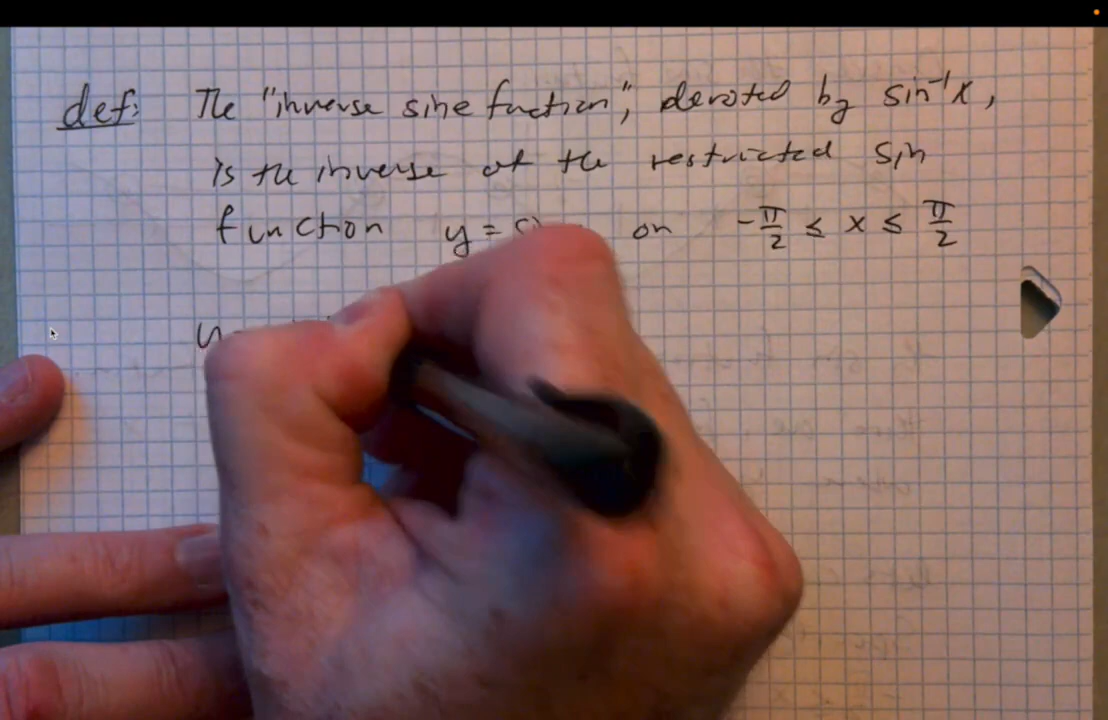 def: The "inverse sine function", denoted by sin⁻¹x,
is the inverse of the restricted sin
function y = on -π/2 ≤ x ≤ π/2
y